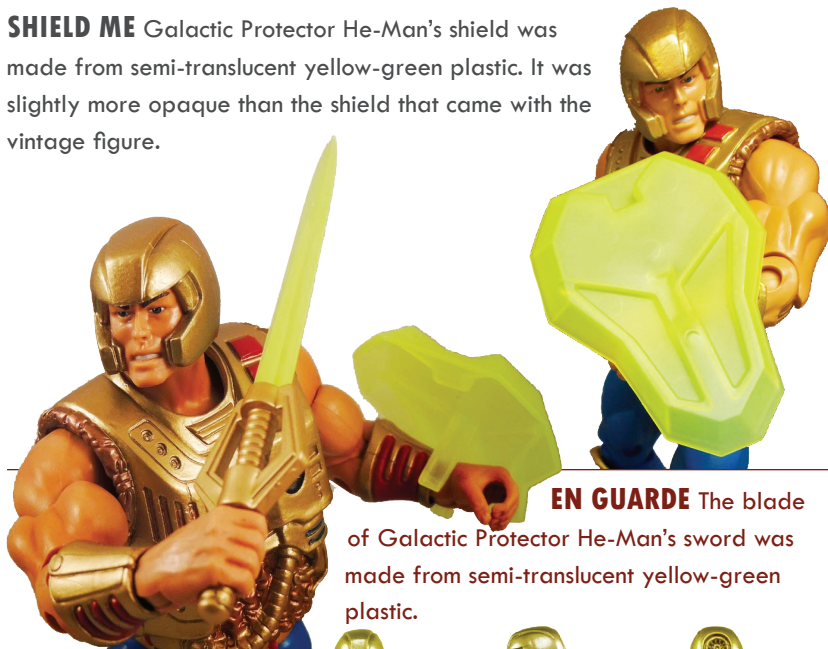 SHIELD ME Galactic Protector He-Man’s shield was
made from semi-translucent yellow-green plastic. It was
slightly more opaque than the shield that came with the
vintage figure.
EN GUARDE The blade
of Galactic Protector He-Man’s sword was
made from semi-translucent yellow-green
plastic.